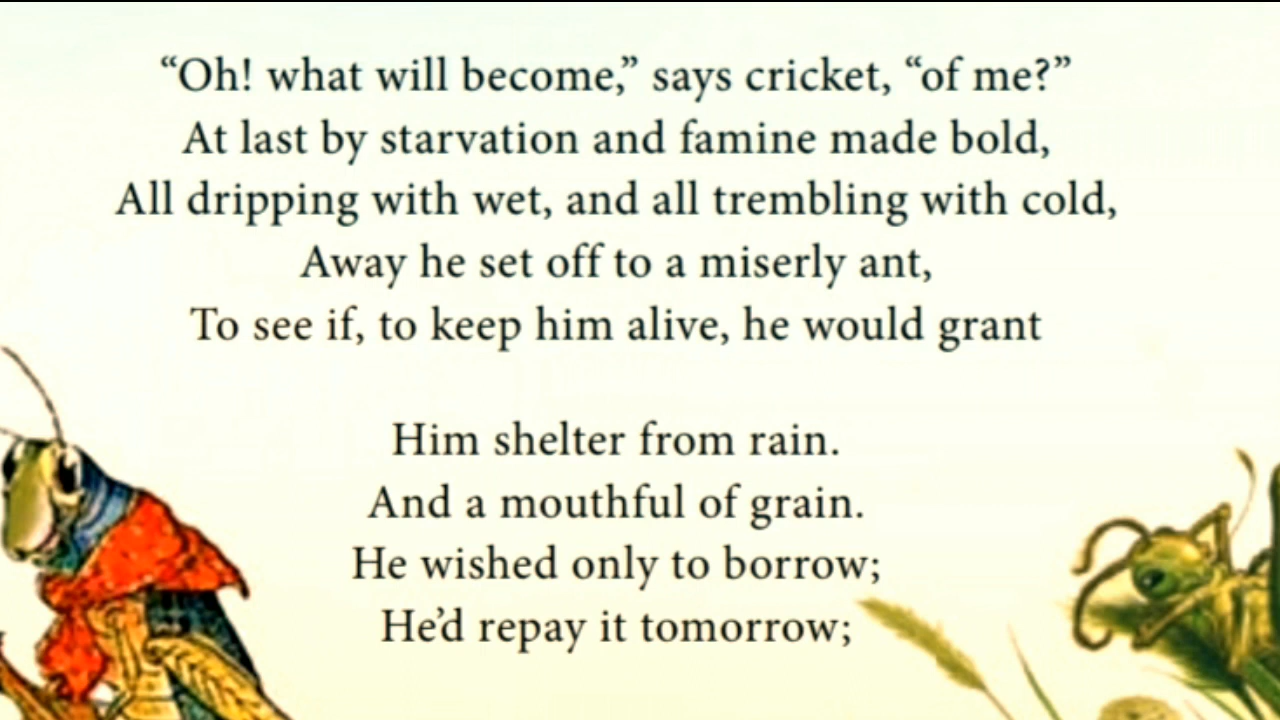 “Oh! what will become,” says cricket, “of me?”
At last by starvation and famine made bold,
All dripping with wet, and all trembling with cold,
Away he set off to a miserly ant,
To see if, to keep him alive, he would grant
Him shelter from rain.
And a mouthful of grain.
He wished only to borrow;
He’d repay it tomorrow;